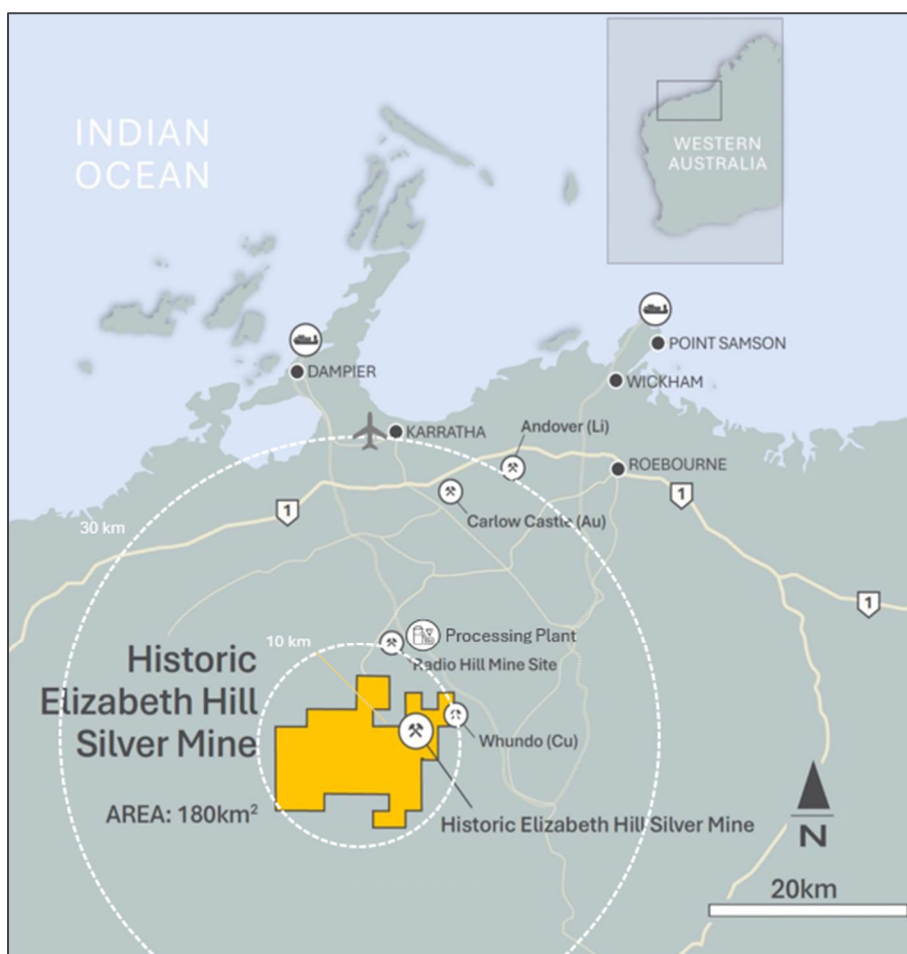 INDIAN
OCEAN
WESTERN
AUSTRALIA
POINT SAMSON
DAMPIER
WICKHAM
KARRATHA
Andover (Li)
ROEBOURNE
1
1
Carlow Castle (Au)
30 km
1
Processing Plant
10 km
Radio Hill Mine Site
Historic
Elizabeth Hill
Silver Mine
Whundo (Cu)
AREA: 180km²
Historic Elizabeth Hill Silver Mine
N
20km